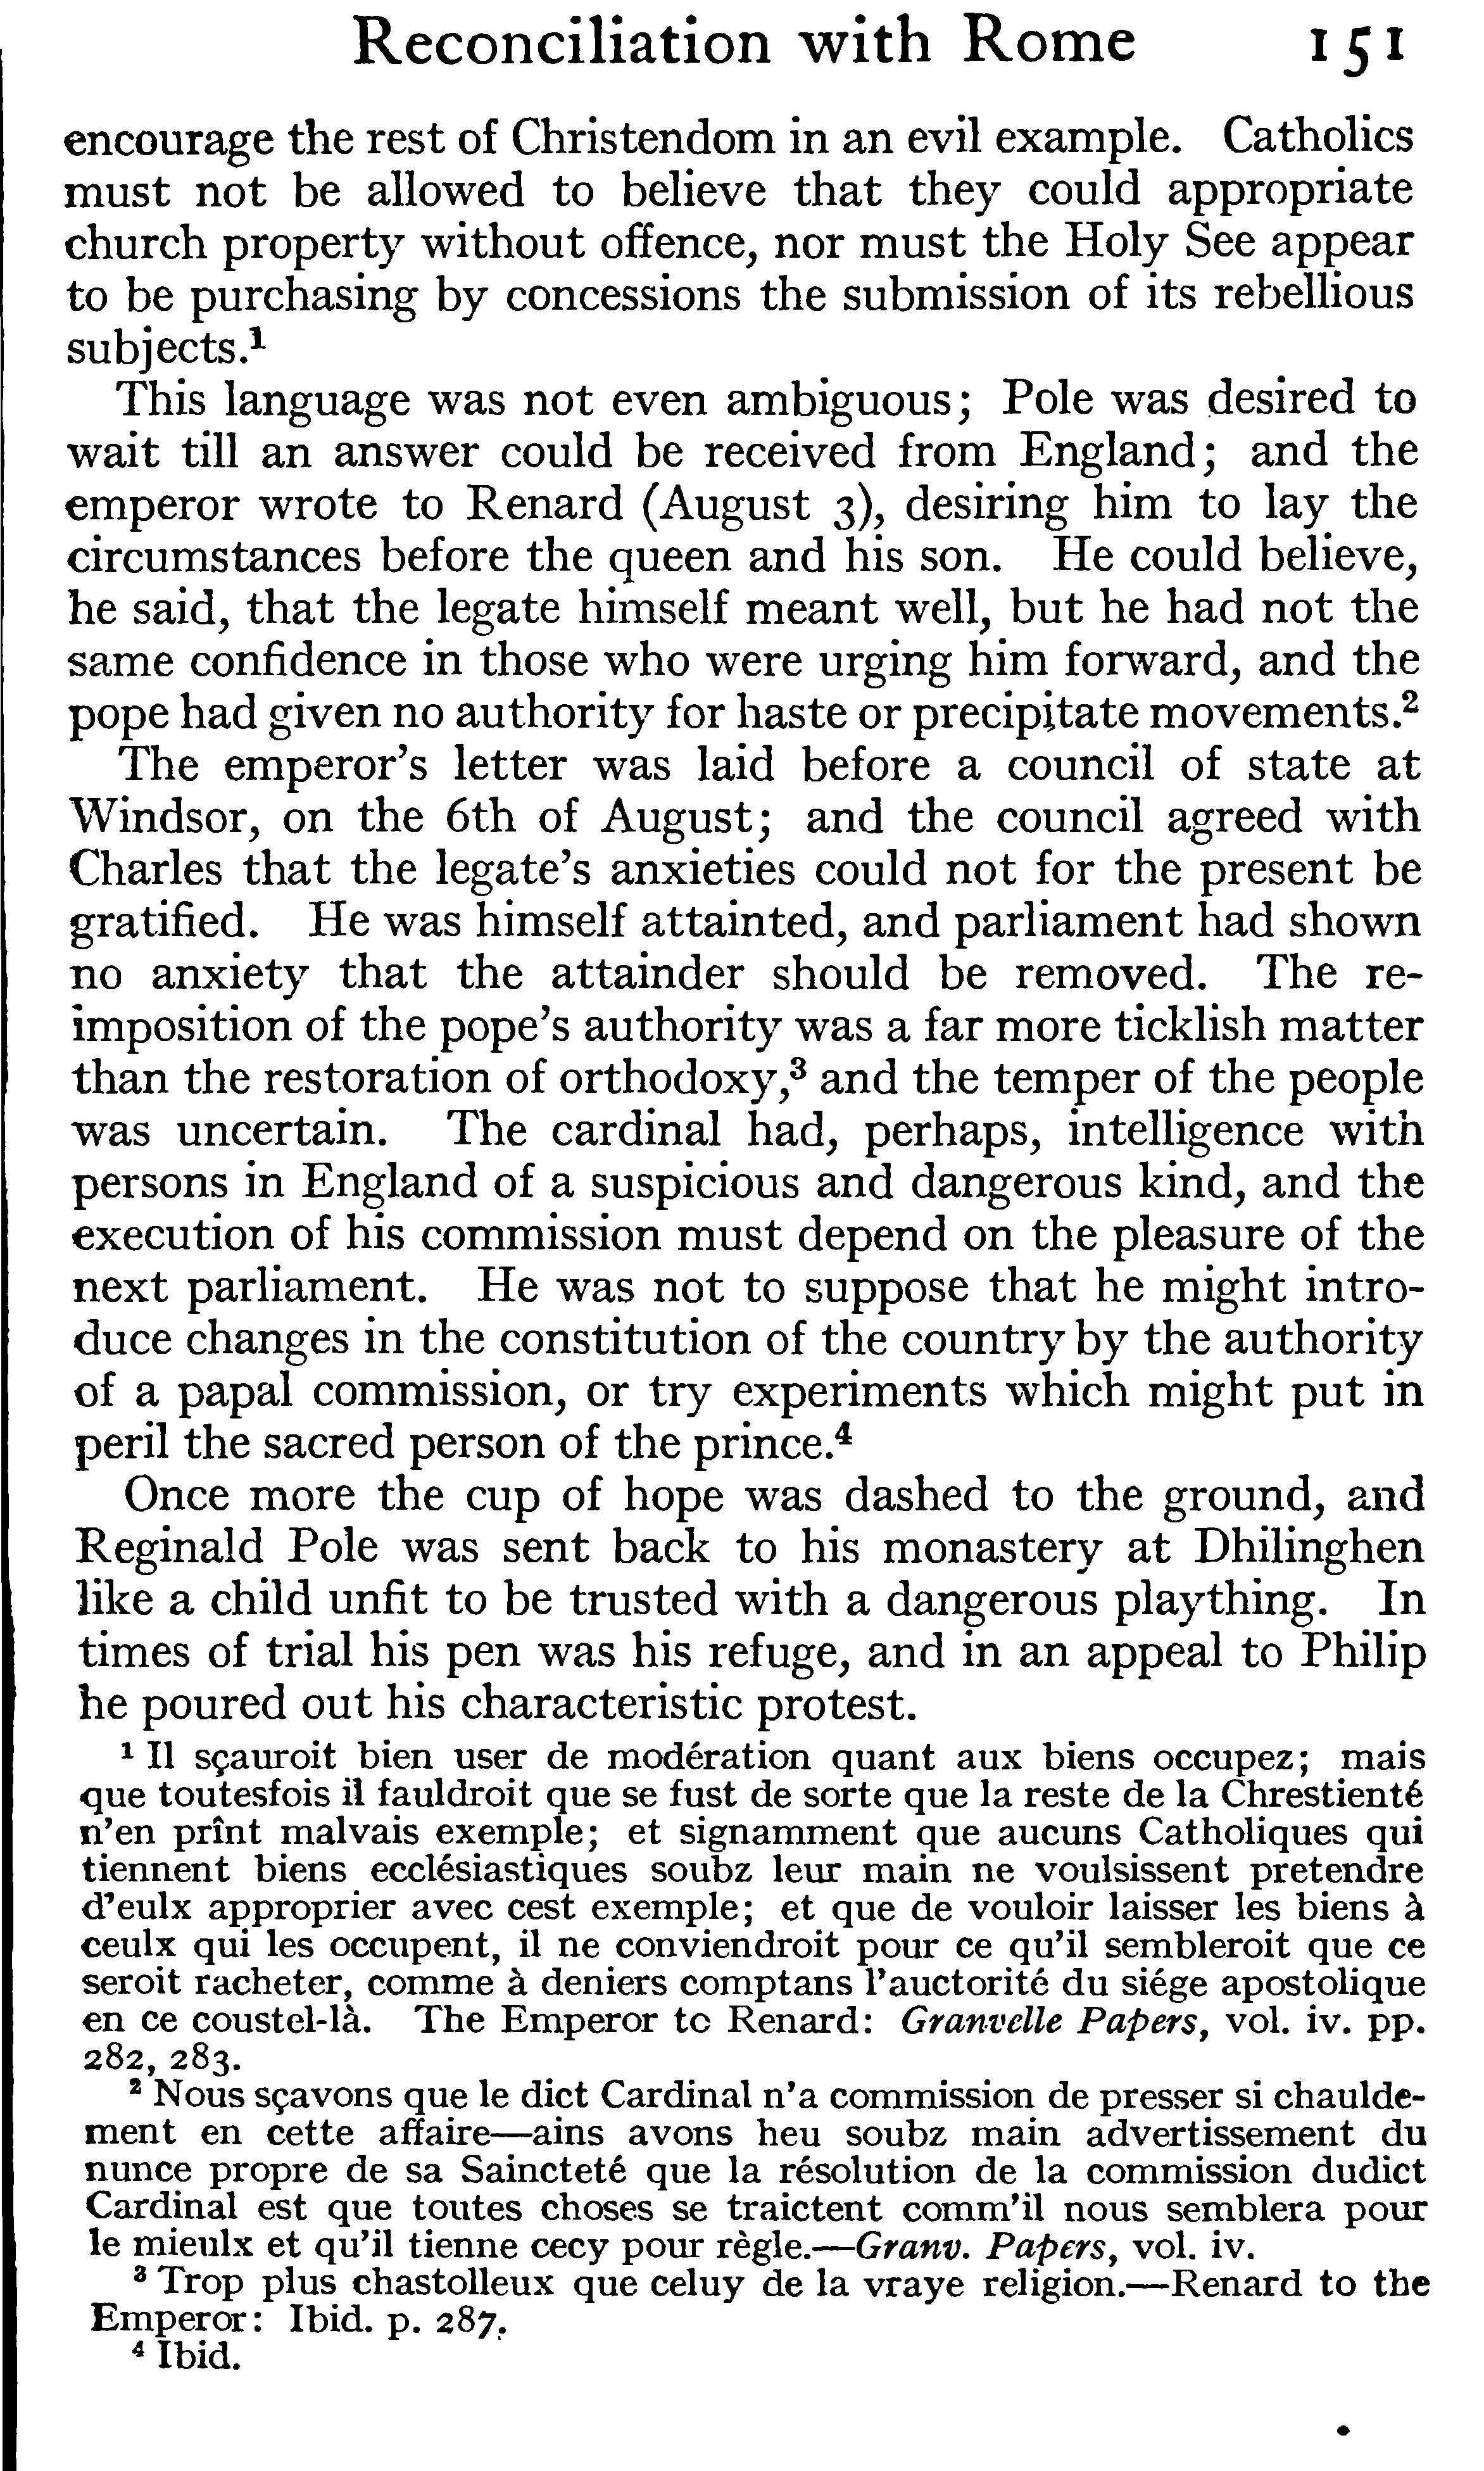 Reconciliation with Rome 151
encourage the rest of Christendom in an evil example. Catholics
must not be allowed to believe that they could appropriate
church property without offence, nor must the Holy See appear
to be purchasing by concessions the submission of its rebellious
subjects.¹
This language was not even ambiguous; Pole was desired to
wait till an answer could be received from England; and the
emperor wrote to Renard (August 3), desiring him to lay the
circumstances before the queen and his son. He could believe,
he said, that the legate himself meant well, but he had not the
same confidence in those who were urging him forward, and the
pope had given no authority for haste or precipitate movements.²
The emperor's letter was laid before a council of state at
Windsor, on the 6th of August; and the council agreed with
Charles that the legate's anxieties could not for the present be
gratified. He was himself attainted, and parliament had shown
no anxiety that the attainder should be removed. The re-
imposition of the pope's authority was a far more ticklish matter
than the restoration of orthodoxy,³ and the temper of the people
was uncertain. The cardinal had, perhaps, intelligence with
persons in England of a suspicious and dangerous kind, and the
execution of his commission must depend on the pleasure of the
next parliament. He was not to suppose that he might intro-
duce changes in the constitution of the country by the authority
of a papal commission, or try experiments which might put in
peril the sacred person of the prince.⁴
Once more the cup of hope was dashed to the ground, and
Reginald Pole was sent back to his monastery at Dhilinghen
like a child unfit to be trusted with a dangerous plaything. In
times of trial his pen was his refuge, and in an appeal to Philip
he poured out his characteristic protest.
¹ Il sçauroit bien user de modération quant aux biens occupez; mais
que toutesfois il fauldroit que se fust de sorte que la reste de la Chrestienté
n'en prînt malvais exemple; et signamment que aucuns Catholiques qui
tiennent biens ecclésiastiques soubz leur main ne voulsissent pretendre
d'eulx approprier avec cest exemple; et que de vouloir laisser les biens à
ceulx qui les occupent, il ne conviendroit pour ce qu'il sembleroit que ce
seroit racheter, comme à deniers comptans l'auctorité du siége apostolique
en ce coustel-là. The Emperor to Renard: Granvelle Papers, vol. iv. pp.
282, 283.
² Nous sçavons que le dict Cardinal n'a commission de presser si chaulde-
ment en cette affaire—ains avons heu soubz main advertissement du
nunce propre de sa Saincteté que la résolution de la commission dudict
Cardinal est que toutes choses se traictent comm'il nous semblera pour
le mieulx et qu'il tienne cecy pour règle.—Granv. Papers, vol. iv.
³ Trop plus chastolleux que celuy de la vraye religion.—Renard to the
Emperor: Ibid. p. 287.
⁴ Ibid.